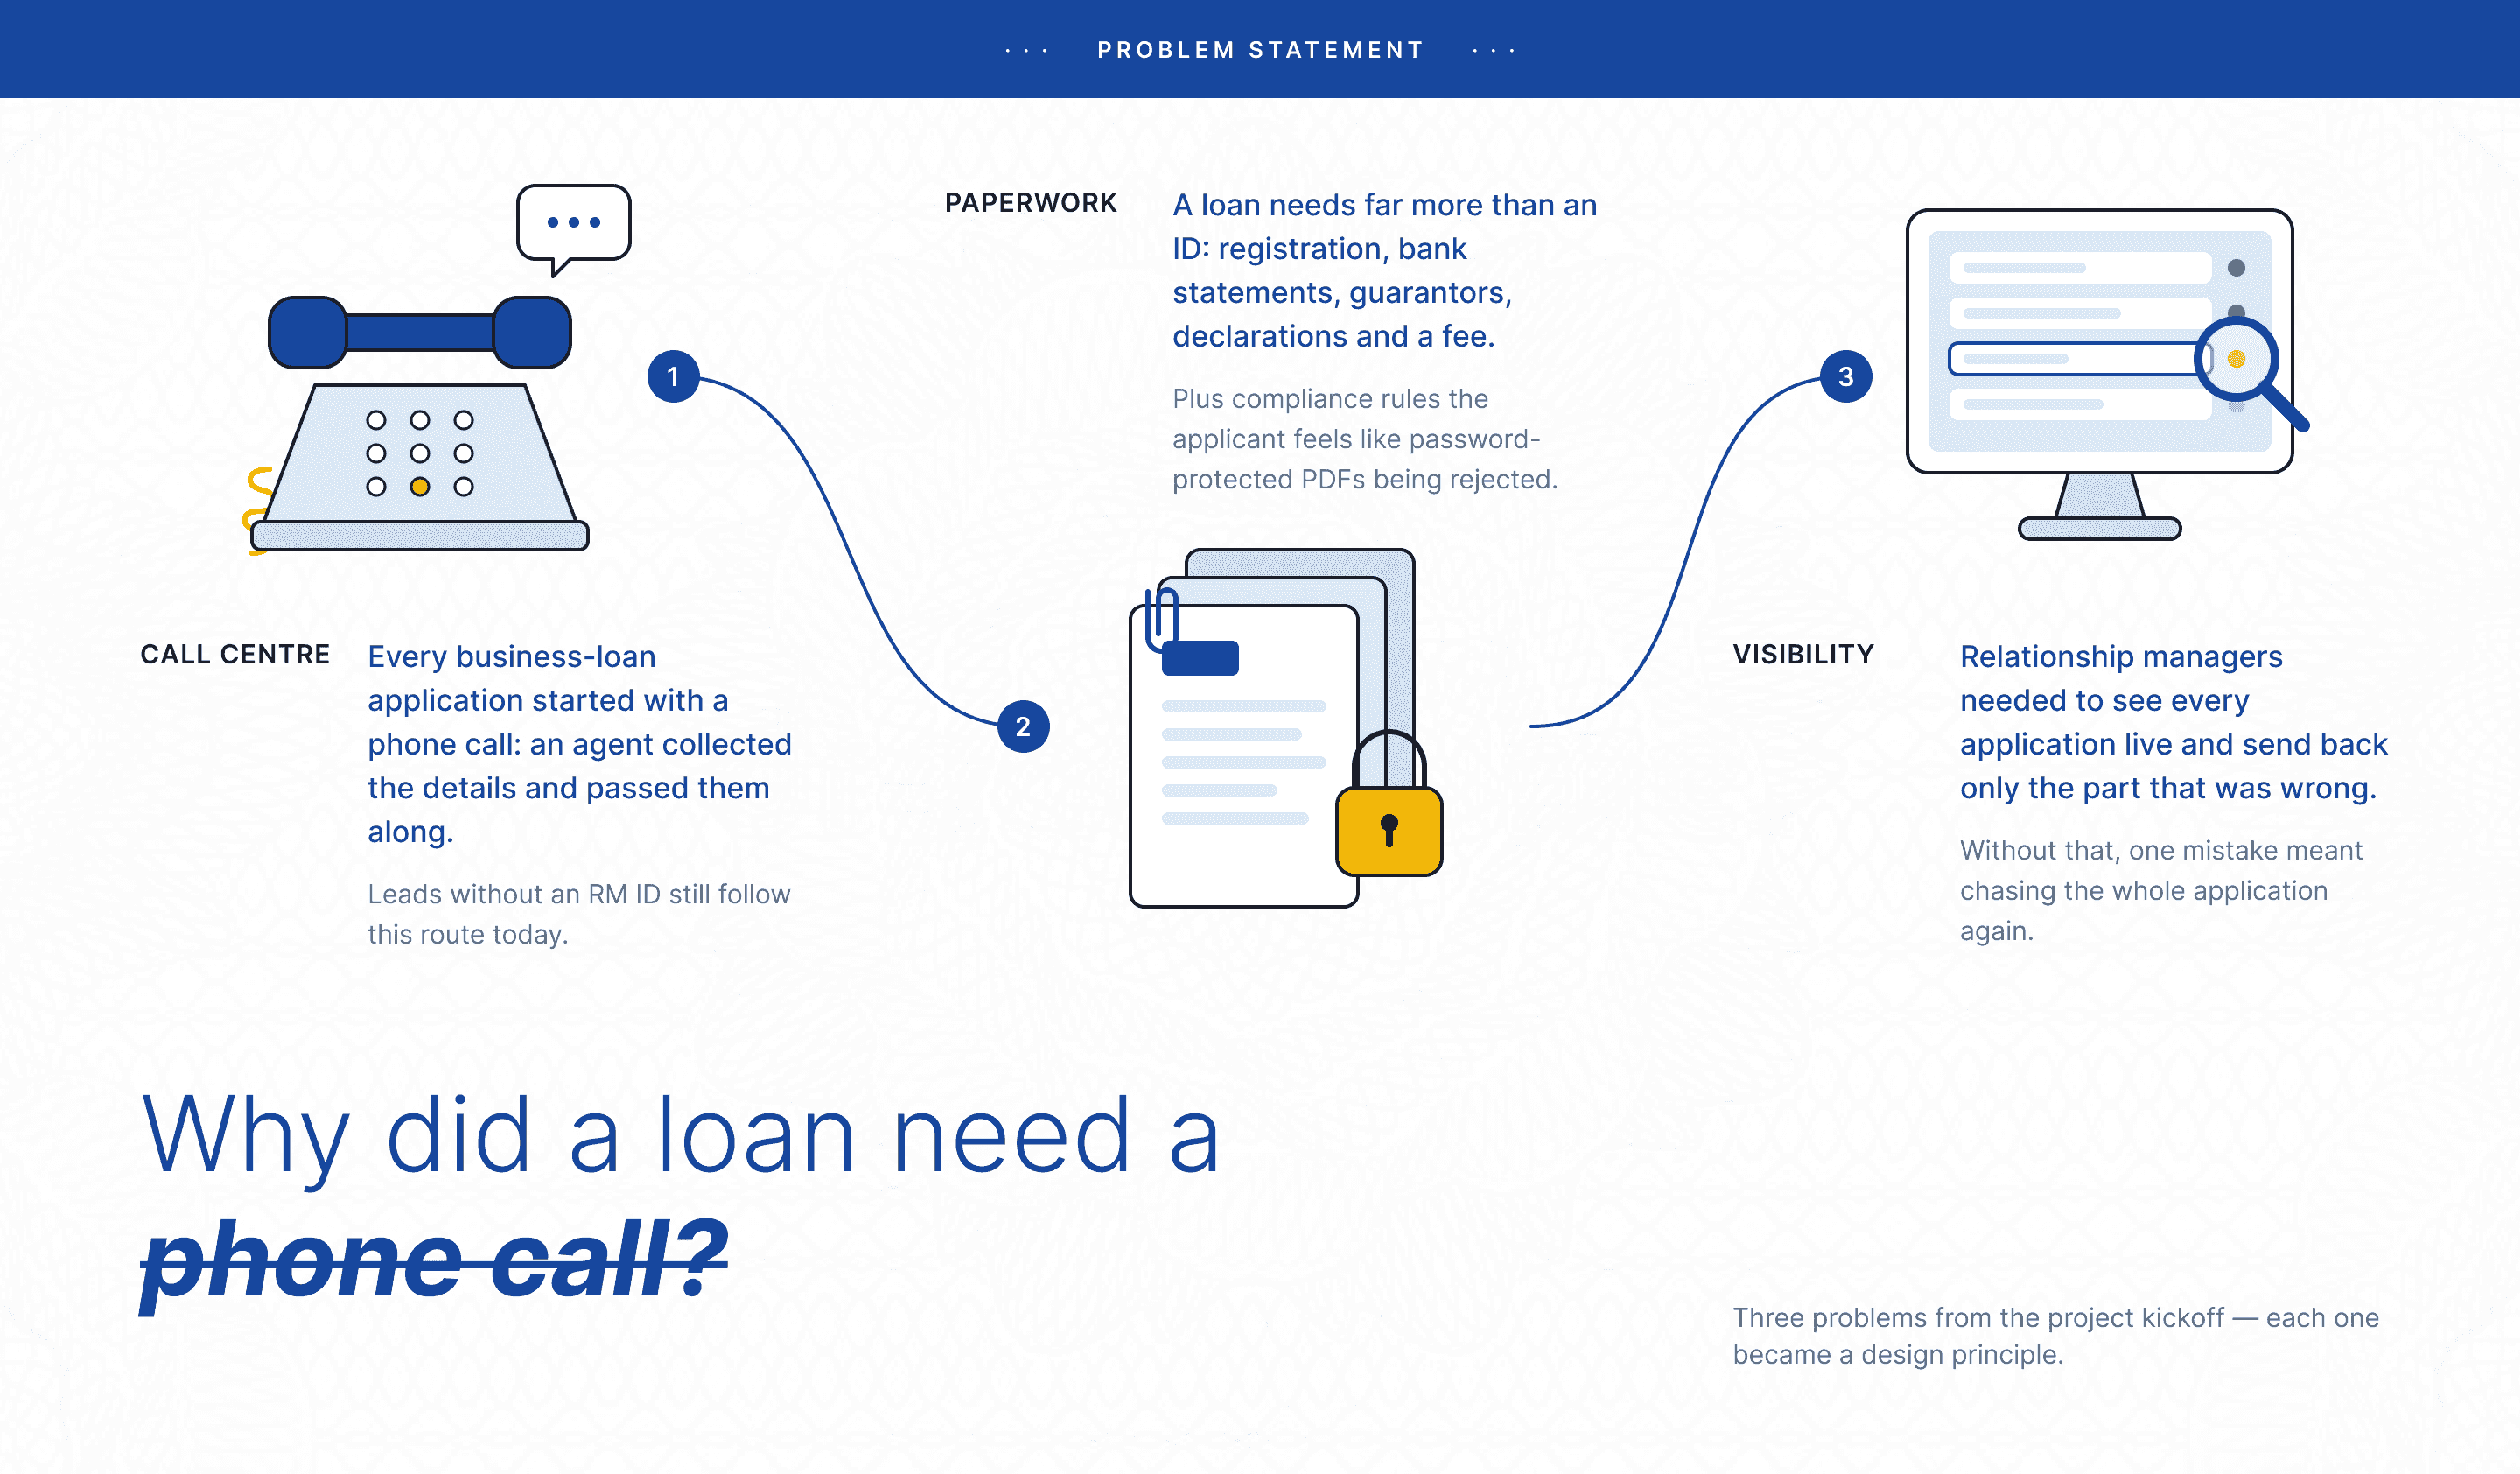 · · · PROBLEM STATEMENT · · ·
1
CALL CENTRE
Every business-loan
application started with a
phone call: an agent collected
the details and passed them
along.
Leads without an RM ID still follow
this route today.
2
PAPERWORK
A loan needs far more than an
ID: registration, bank
statements, guarantors,
declarations and a fee.
Plus compliance rules the
applicant feels like password-
protected PDFs being rejected.
3
VISIBILITY
Relationship managers
needed to see every
application live and send back
only the part that was wrong.
Without that, one mistake meant
chasing the whole application
again.
Why did a loan need a
phone call?
Three problems from the project kickoff — each one
became a design principle.